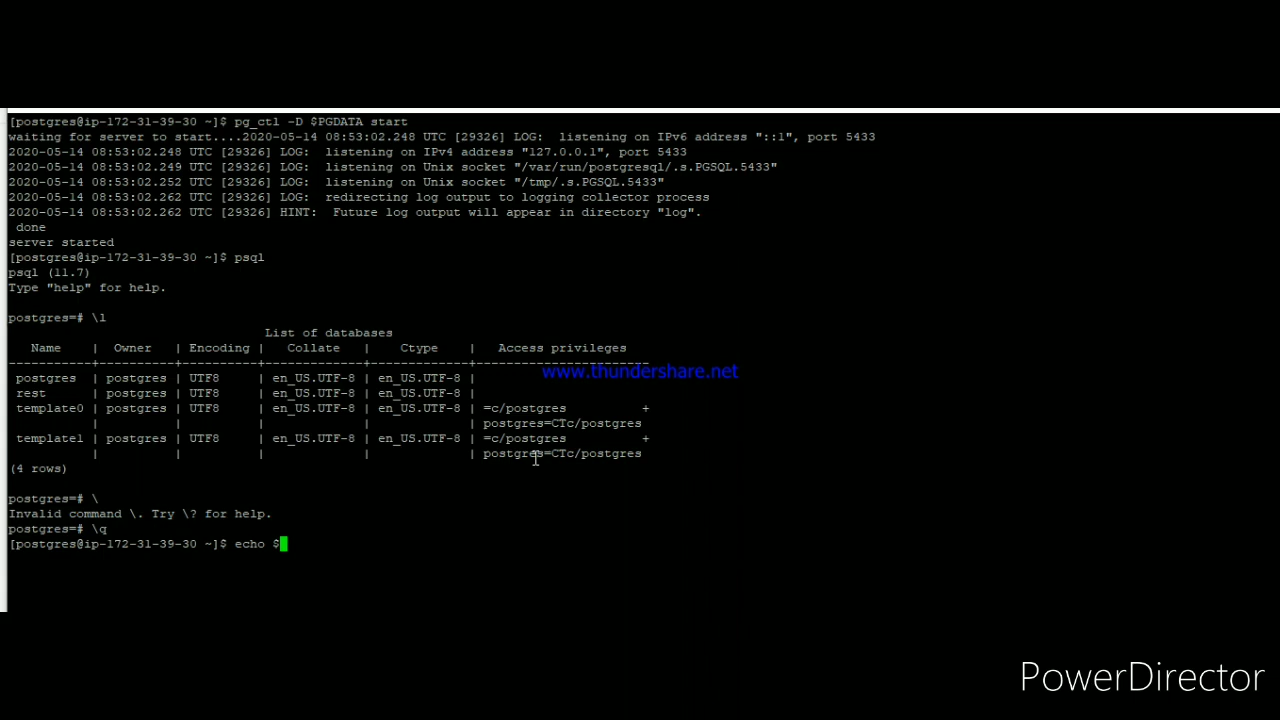 [postgres@ip-172-31-39-30 ~]$ pg_ctl -D $PGDATA start
waiting for server to start....2020-05-14 08:53:02.248 UTC [29326] LOG:  listening on IPv6 address "::1", port 5433
2020-05-14 08:53:02.248 UTC [29326] LOG:  listening on IPv4 address "127.0.0.1", port 5433
2020-05-14 08:53:02.249 UTC [29326] LOG:  listening on Unix socket "/var/run/postgresql/.s.PGSQL.5433"
2020-05-14 08:53:02.252 UTC [29326] LOG:  listening on Unix socket "/tmp/.s.PGSQL.5433"
2020-05-14 08:53:02.262 UTC [29326] LOG:  redirecting log output to logging collector process
2020-05-14 08:53:02.262 UTC [29326] HINT:  Future log output will appear in directory "log".
 done
server started
[postgres@ip-172-31-39-30 ~]$ psql
psql (11.7)
Type "help" for help.
postgres=# \l
                                  List of databases
   Name    |  Owner   | Encoding |   Collate   |    Ctype    |   Access privileges
-----------+----------+----------+-------------+-------------+-----------------------
 postgres  | postgres | UTF8     | en_US.UTF-8 | en_US.UTF-8 |
www.thundershare.net
 rest      | postgres | UTF8     | en_US.UTF-8 | en_US.UTF-8 |
 template0 | postgres | UTF8     | en_US.UTF-8 | en_US.UTF-8 | =c/postgres          +
           |          |          |             |             | postgres=CTc/postgres
 template1 | postgres | UTF8     | en_US.UTF-8 | en_US.UTF-8 | =c/postgres          +
           |          |          |             |             | postgres=CTc/postgres
(4 rows)
postgres=# \
Invalid command \. Try \? for help.
postgres=# \q
[postgres@ip-172-31-39-30 ~]$ echo $
PowerDirector